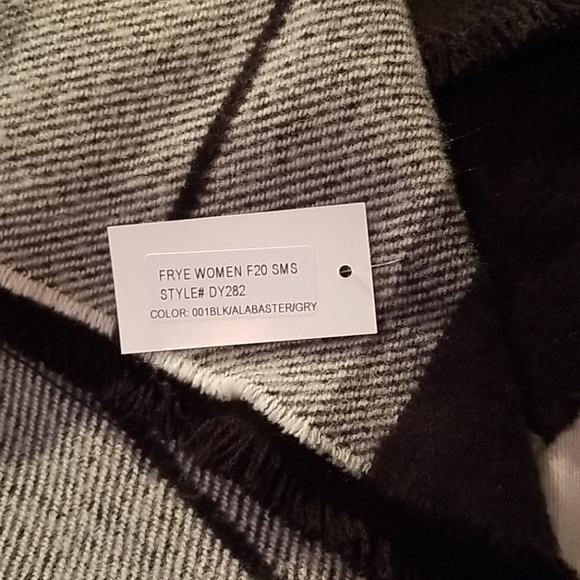 FRYE WOMEN F20 SMS
STYLE# DY282
COLOR: 001BLK/ALABASTER/GRY